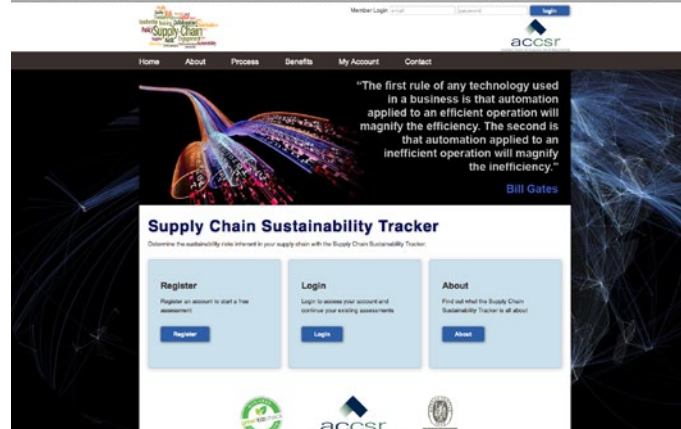 Supply-Chain
Member Login email password login
accsr
Home About Process Benefits My Account Contact
“The first rule of any technology used
in a business is that automation
applied to an efficient operation will
magnify the efficiency. The second is
that automation applied to an
inefficient operation will magnify
the inefficiency.”
Bill Gates
Supply Chain Sustainability Tracker
Determine the sustainability risks inherent in your supply chain with the Supply Chain Sustainability Tracker.
Register
Register an account to start a free
assessment
Register
Login
Login to access your account and
continue your existing assessments
Login
About
Find out what the Supply Chain
Sustainability Tracker is all about
About
accsr